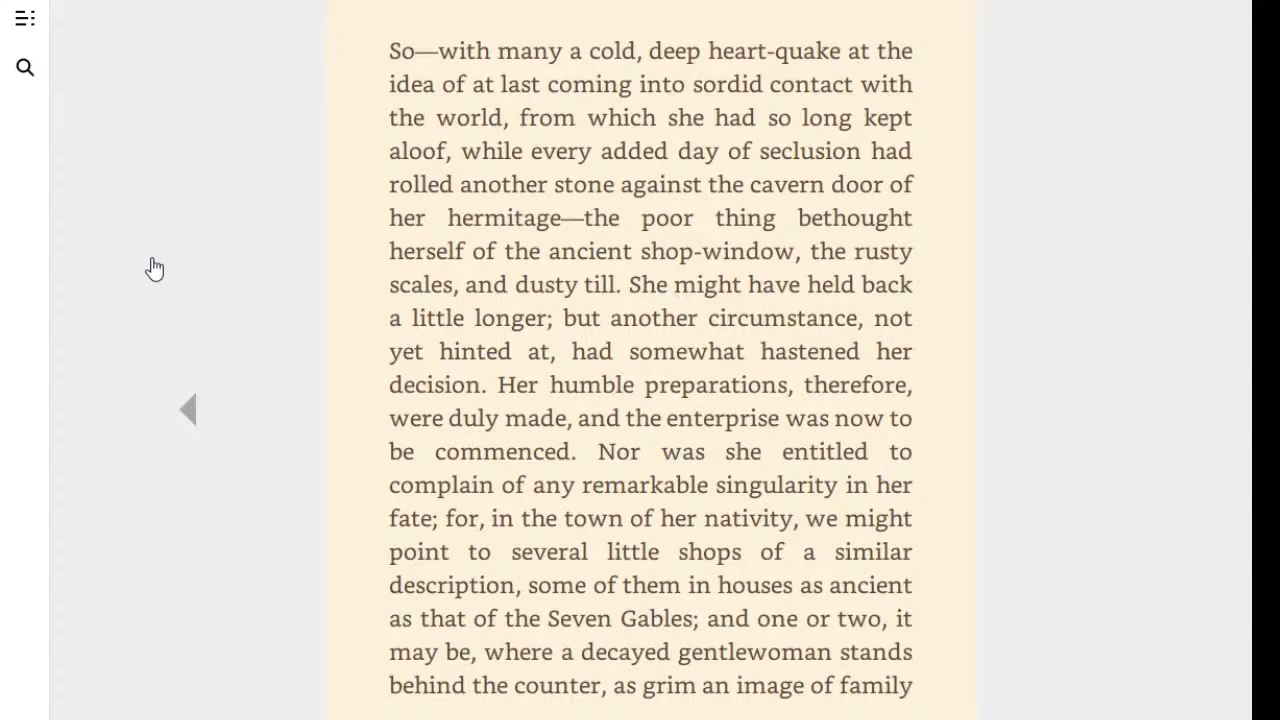 So—with many a cold, deep heart-quake at the
idea of at last coming into sordid contact with
the world, from which she had so long kept
aloof, while every added day of seclusion had
rolled another stone against the cavern door of
her hermitage—the poor thing bethought
herself of the ancient shop-window, the rusty
scales, and dusty till. She might have held back
a little longer; but another circumstance, not
yet hinted at, had somewhat hastened her
decision. Her humble preparations, therefore,
were duly made, and the enterprise was now to
be commenced. Nor was she entitled to
complain of any remarkable singularity in her
fate; for, in the town of her nativity, we might
point to several little shops of a similar
description, some of them in houses as ancient
as that of the Seven Gables; and one or two, it
may be, where a decayed gentlewoman stands
behind the counter, as grim an image of family